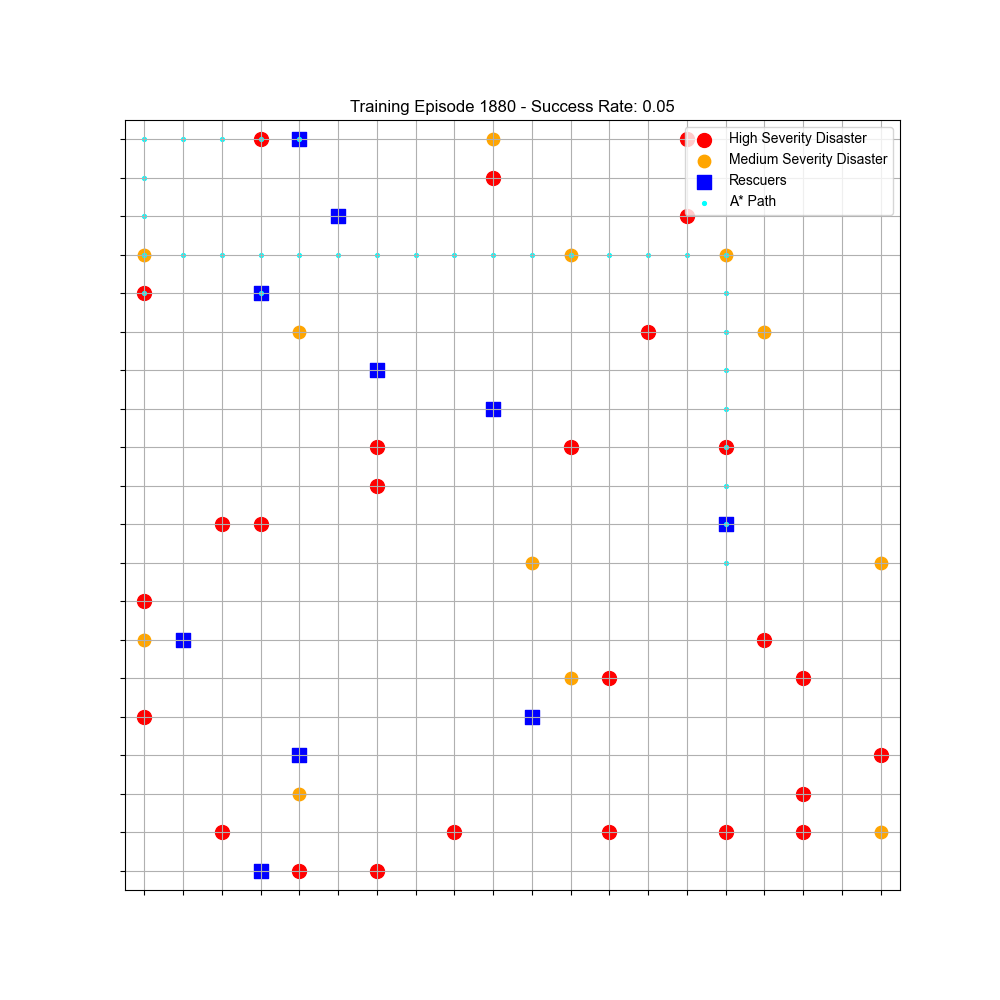 Training Episode 1880 - Success Rate: 0.05
High Severity Disaster
Medium Severity Disaster
Rescuers
A* Path